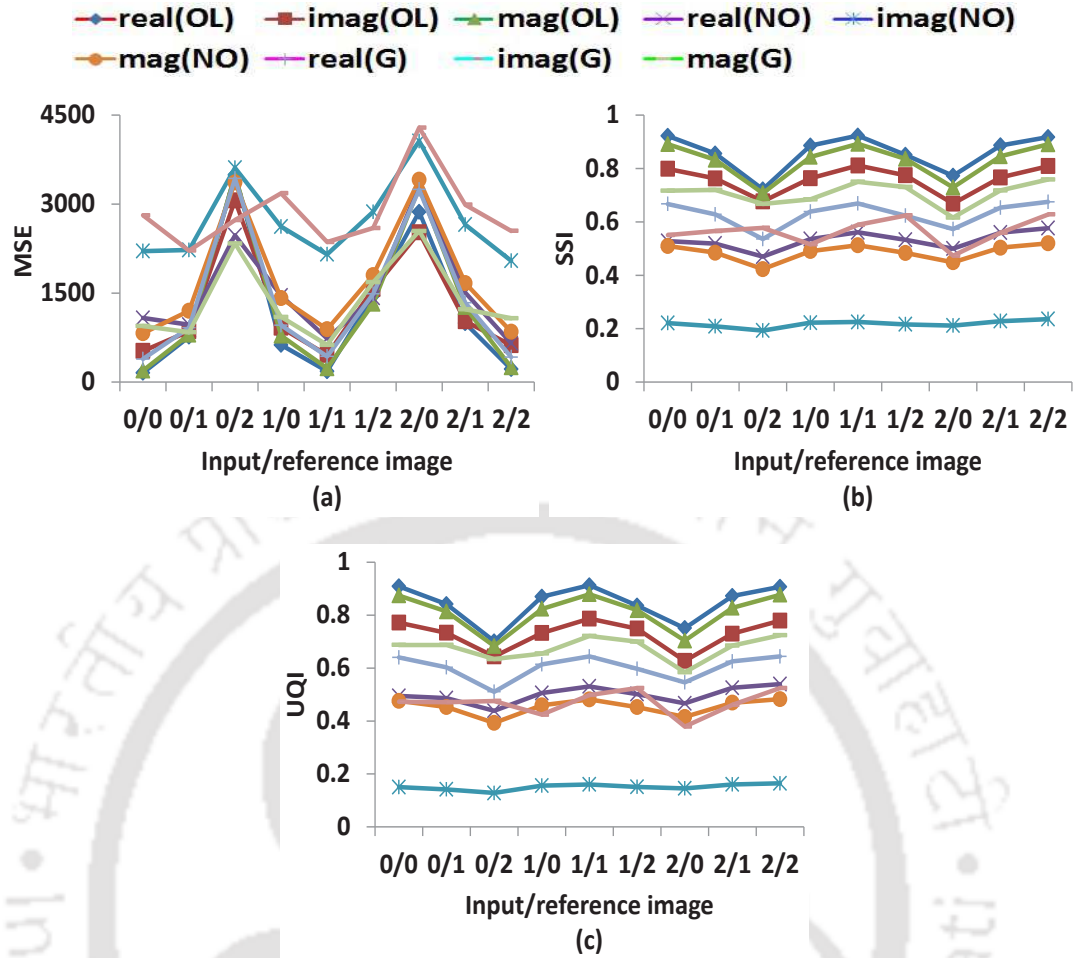 real(OL) imag(OL) mag(OL) real(NO) imag(NO)
mag(NO) real(G) imag(G) mag(G)
4500
3000
1500
0
MSE
0/0 0/1 0/2 1/0 1/1 1/2 2/0 2/1 2/2
Input/reference image
(a)
1
0.8
0.6
0.4
0.2
0
SSI
0/0 0/1 0/2 1/0 1/1 1/2 2/0 2/1 2/2
Input/reference image
(b)
1
0.8
0.6
0.4
0.2
0
UQI
0/0 0/1 0/2 1/0 1/1 1/2 2/0 2/1 2/2
Input/reference image
(c)